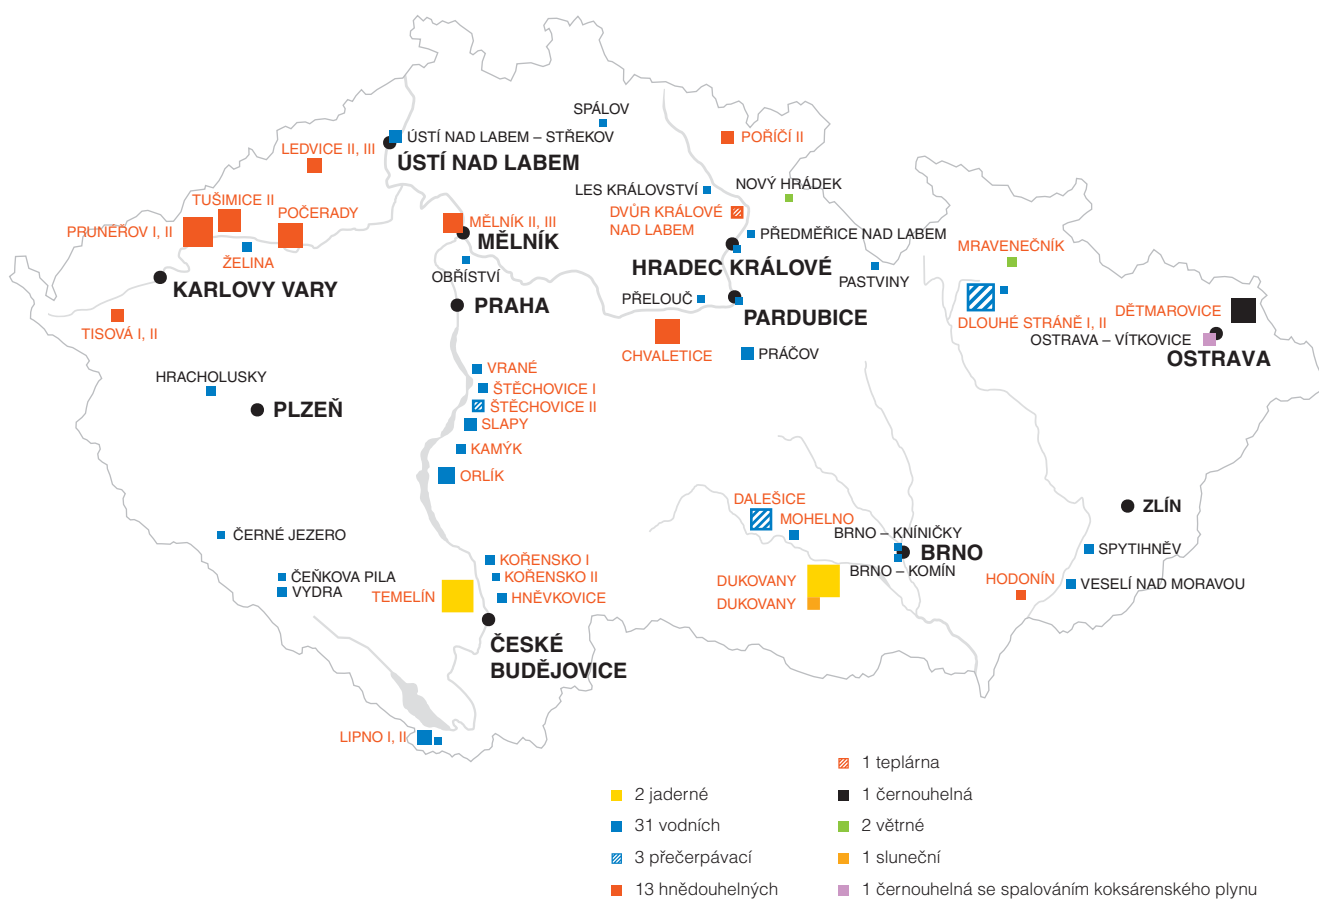 SPÁLOV
ÚSTÍ NAD LABEM – STŘEKOV
POŘÍČÍ II
LEDVICE II, III
ÚSTÍ NAD LABEM
LES KRÁLOVSTVÍ
NOVÝ HRÁDEK
TUŠIMICE II
POČERADY
DVŮR KRÁLOVÉ
NAD LABEM
PRUNÉŘOV I, II
MĚLNÍK II, III
PŘEDMĚŘICE NAD LABEM
MĚLNÍK
MRAVENEČNÍK
ŽELINA
OBŘÍSTVÍ
HRADEC KRÁLOVÉ
PASTVINY
KARLOVY VARY
PRAHA
PŘELOUČ
PARDUBICE
DLOUHÉ STRÁNĚ I, II
DĚTMAROVICE
TISOVÁ I, II
CHVALETICE
PRÁČOV
OSTRAVA – VÍTKOVICE
OSTRAVA
VRANÉ
HRACHOLUSKY
ŠTĚCHOVICE I
PLZEŇ
ŠTĚCHOVICE II
SLAPY
KAMÝK
ORLÍK
DALEŠICE
MOHELNO
ZLÍN
ČERNÉ JEZERO
BRNO – KNÍNIČKY
BRNO
SPYTIHNĚV
KOŘENSKO I
BRNO – KOMÍN
ČEŇKOVA PILA
KOŘENSKO II
DUKOVANY
HODONÍN
VESELÍ NAD MORAVOU
VYDRA
TEMELÍN
HNĚVKOVICE
DUKOVANY
ČESKÉ
BUDĚJOVICE
LIPNO I, II
1 teplárna
2 jaderné
1 černouhelná
31 vodních
2 větrné
3 přečerpávací
1 sluneční
13 hnědouhelných
1 černouhelná se spalováním koksárenského plynu